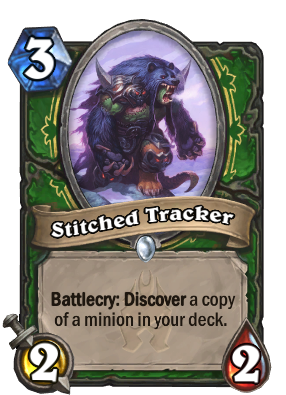 3
Stitched Tracker
Battlecry: Discover a copy
of a minion in your deck.
2
2